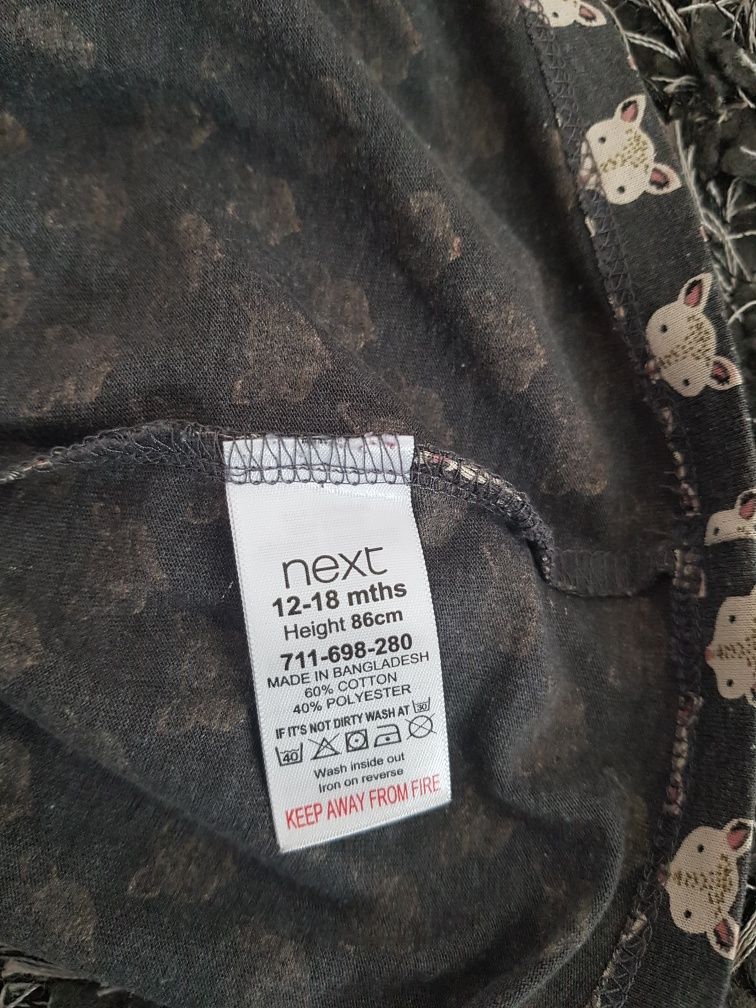 next
12-18 mths
Height 86cm
711-698-280
MADE IN BANGLADESH
60% COTTON
40% POLYESTER
IF IT'S NOT DIRTY WASH AT 30
40
Wash inside out
Iron on reverse
KEEP AWAY FROM FIRE